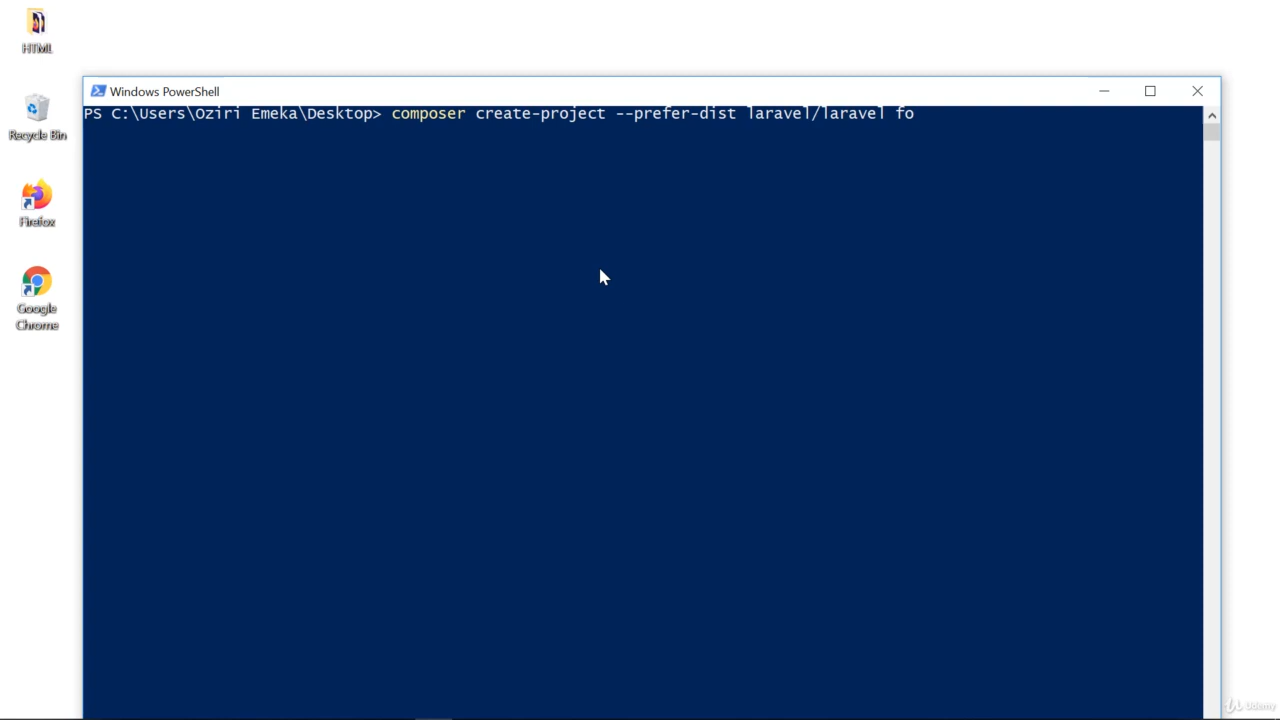 HTML
Windows PowerShell
PS C:\Users\Oziri Emeka\Desktop> composer create-project --prefer-dist laravel/laravel fo
Recycle Bin
Firefox
Google
Chrome
Udemy